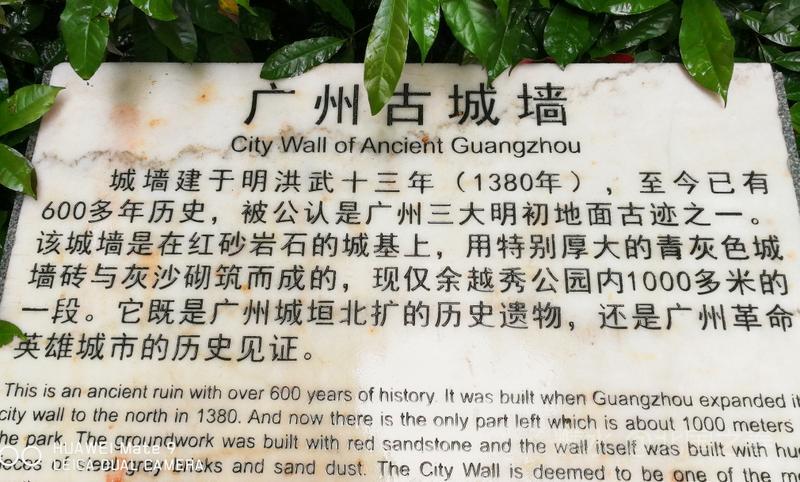 广州古城墙
City Wall of Ancient Guangzhou
城墙建于明洪武十三年（1380年），至今已有
600多年历史，被公认是广州三大明初地面古迹之一。
该城墙是在红砂岩石的城基上，用特别厚大的青灰色城
墙砖与灰沙砌筑而成的，现仅余越秀公园内1000多米的
一段。它既是广州城垣北扩的历史遗物，还是广州革命
英雄城市的历史见证。
This is an ancient ruin with over 600 years of history. It was built when Guangzhou expanded it
city wall to the north in 1380. And now there is the only part left which is about 1000 meters
the park. The groundwork was built with red sandstone and the wall itself was built with
of grey and sand dust. The City Wall is deemed to be one of the
HUAWEI Mate 9
LEICA DUAL CAMERA